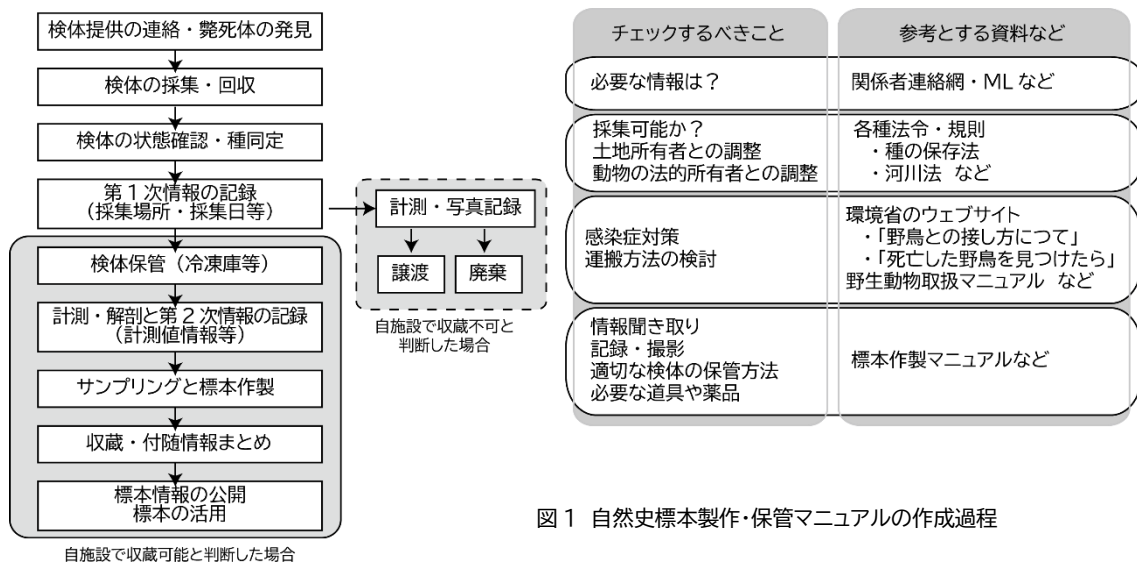 検体提供の連絡・斃死体の発見
検体の採集・回収
検体の状態確認・種同定
第1次情報の記録
(採集場所・採集日等)
検体保管(冷凍庫等)
計測・解剖と第2次情報の記録
(計測値情報等)
サンプリングと標本作製
収蔵・付随情報まとめ
標本情報の公開
標本の活用
自施設で収蔵可能と判断した場合
計測・写真記録
譲渡
廃棄
自施設で収蔵不可と
判断した場合
チェックするべきこと
参考とする資料など
必要な情報は?
関係者連絡網・MLなど
採集可能か?
土地所有者との調整
動物の法的所有者との調整
各種法令・規則
・種の保存法
・河川法 など
感染症対策
運搬方法の検討
環境省のウェブサイト
・「野鳥との接し方につて」
・「死亡した野鳥を見つけたら」
野生動物取扱マニュアル など
情報聞き取り
記録・撮影
適切な検体の保管方法
必要な道具や薬品
標本作製マニュアルなど
図1 自然史標本製作・保管マニュアルの作成過程